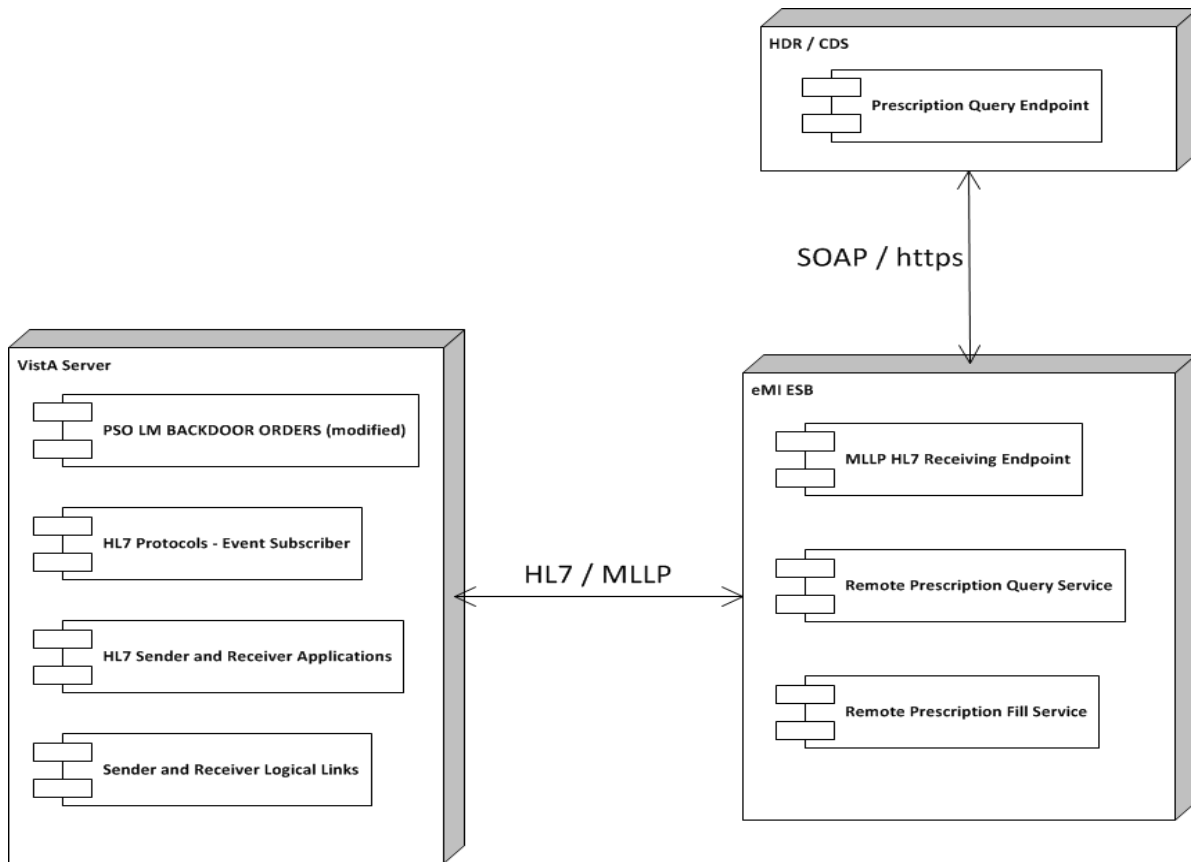 HDR / CDS
Prescription Query Endpoint
SOAP / https
VistA Server
PSO LM BACKDOOR ORDERS (modified)
HL7 Protocols - Event Subscriber
HL7 Sender and Receiver Applications
Sender and Receiver Logical Links
HL7 / MLLP
eMI ESB
MLLP HL7 Receiving Endpoint
Remote Prescription Query Service
Remote Prescription Fill Service